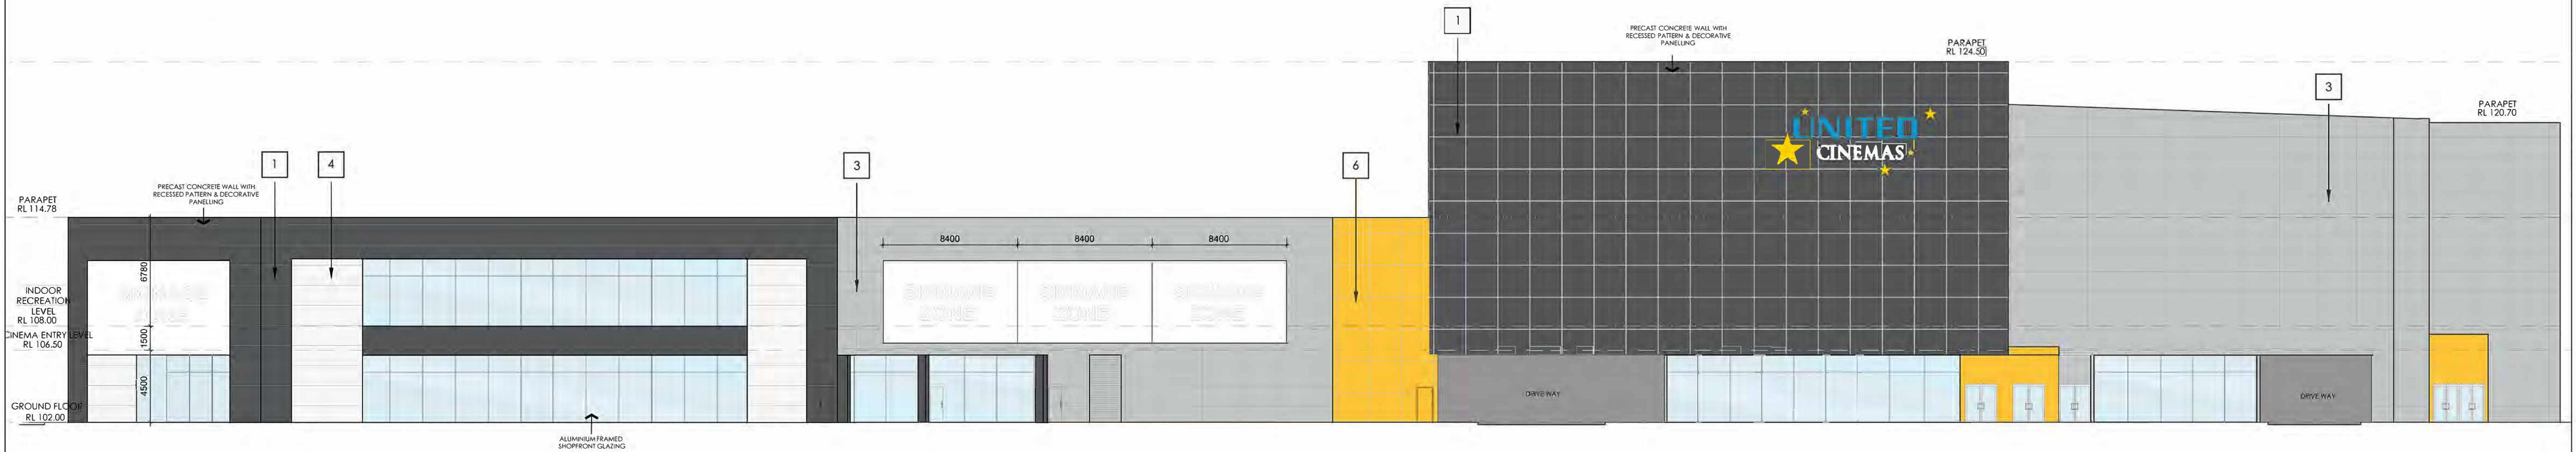 1
PRECAST CONCRETE WALL WITH
RECESSED PATTERN & DECORATIVE
PANELLING
PARAPET
RL 124.50
3
PARAPET
RL 120.70
UNITED
CINEMAS
1
4
3
6
PRECAST CONCRETE WALL WITH
RECESSED PATTERN & DECORATIVE
PANELLING
PARAPET
RL 114.78
8400
8400
8400
6780
INDOOR
RECREATION
LEVEL
RL 108.00
SIGNAGE
ZONE
SIGNAGE
ZONE
SIGNAGE
ZONE
SIGNAGE
ZONE
CINEMA ENTRY LEVEL
RL 106.50
1500
4500
GROUND FLOOR
RL 102.00
DRIVE WAY
DRIVE WAY
ALUMINIUM FRAMED
SHOPFRONT GLAZING